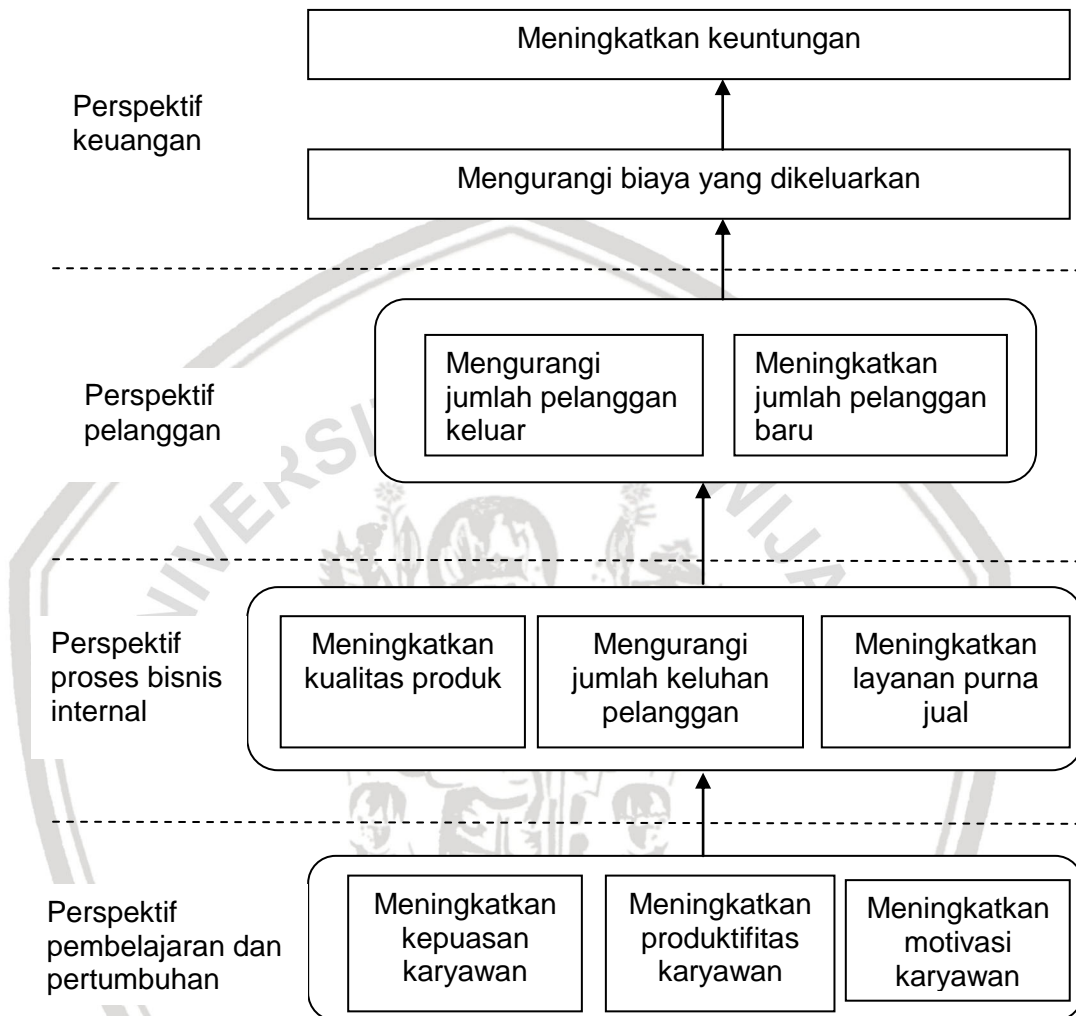 Meningkatkan keuntungan
Perspektif
keuangan
Mengurangi biaya yang dikeluarkan
Perspektif
pelanggan
Mengurangi
jumlah pelanggan
keluar
Meningkatkan
jumlah pelanggan
baru
Perspektif
proses bisnis
internal
Meningkatkan
kualitas produk
Mengurangi
jumlah keluhan
pelanggan
Meningkatkan
layanan purna
jual
Perspektif
pembelajaran dan
pertumbuhan
Meningkatkan
kepuasan
karyawan
Meningkatkan
produktifitas
karyawan
Meningkatkan
motivasi
karyawan